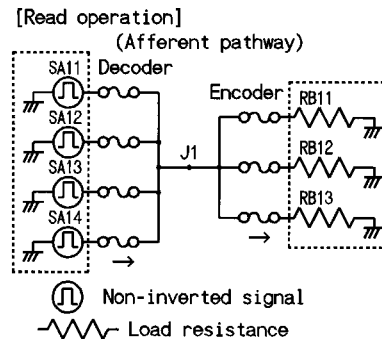 [Read operation]
(Afferent pathway)
SA11
Decoder
SA12
SA13
SA14
J1
Encoder
RB11
RB12
RB13
Non-inverted signal
Load resistance